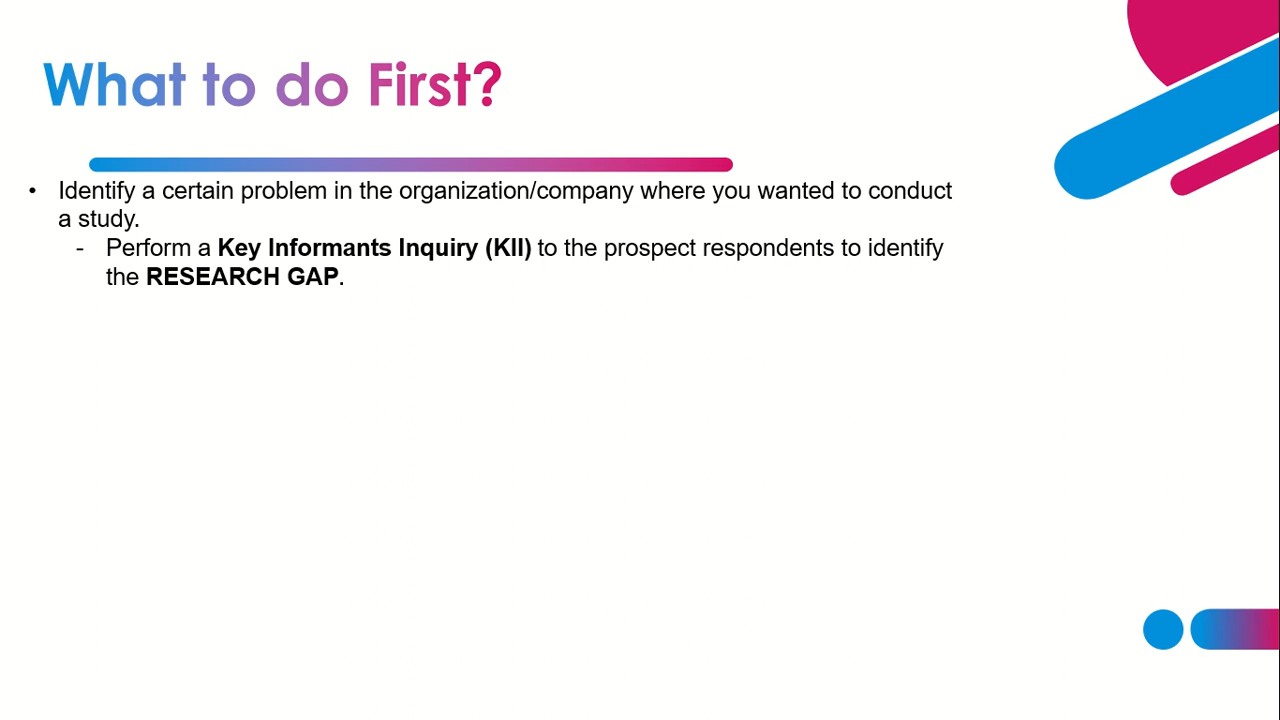 What to do First?
• Identify a certain problem in the organization/company where you wanted to conduct
a study.
- Perform a Key Informants Inquiry (KII) to the prospect respondents to identify
the RESEARCH GAP.